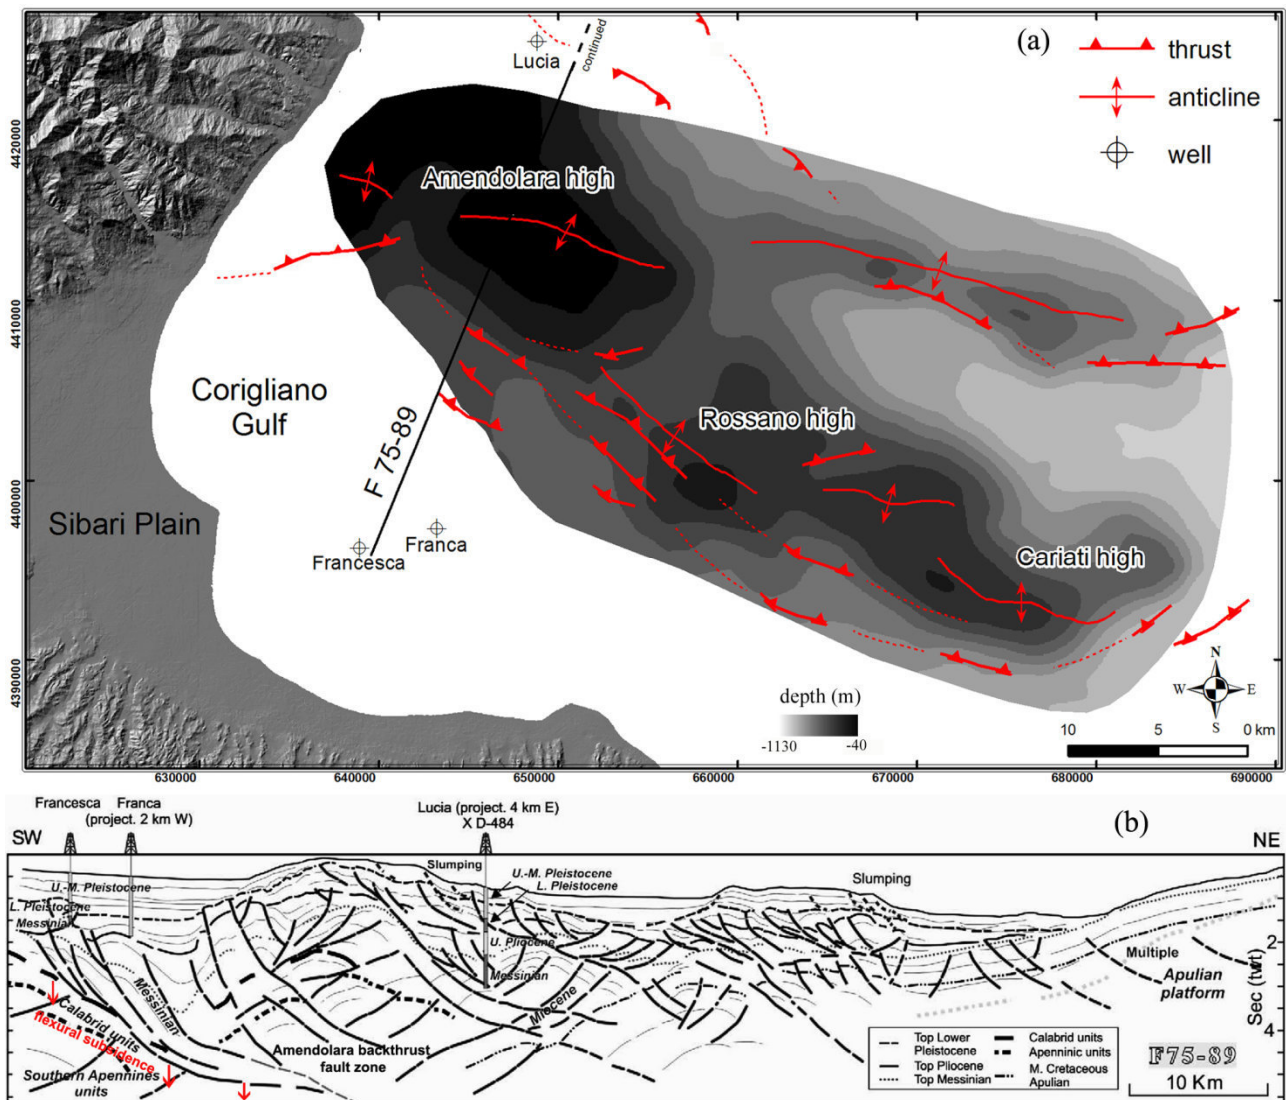 (a)
thrust
anticline
well
continued
Lucia
Amendolara high
Corigliano
Gulf
F 75-89
Rossano high
Sibari Plain
Francesca
Franca
Cariati high
depth (m)
-1130
-40
N
W
E
S
10
5
0 km
4420000
4410000
4400000
4390000
630000
640000
650000
660000
670000
680000
690000
Francesca
Franca
(project. 2 km W)
Lucia (project. 4 km E)
X D-484
(b)
SW
NE
U.-M. Pleistocene
L. Pleistocene
Messinian
Slumping
U.-M. Pleistocene
L. Pleistocene
Slumping
U. Pliocene
Messinian
Messinian
Miocene
Calabrid units
flexural subsidence
Southern Apennines
units
Amendolara backthrust
fault zone
Multiple
Apulian
platform
2
4
Sec (twt)
Top Lower
Pleistocene
Top Pliocene
Top Messinian
Calabrid units
Apenninic units
M. Cretaceous
Apulian
F75-89
10 Km